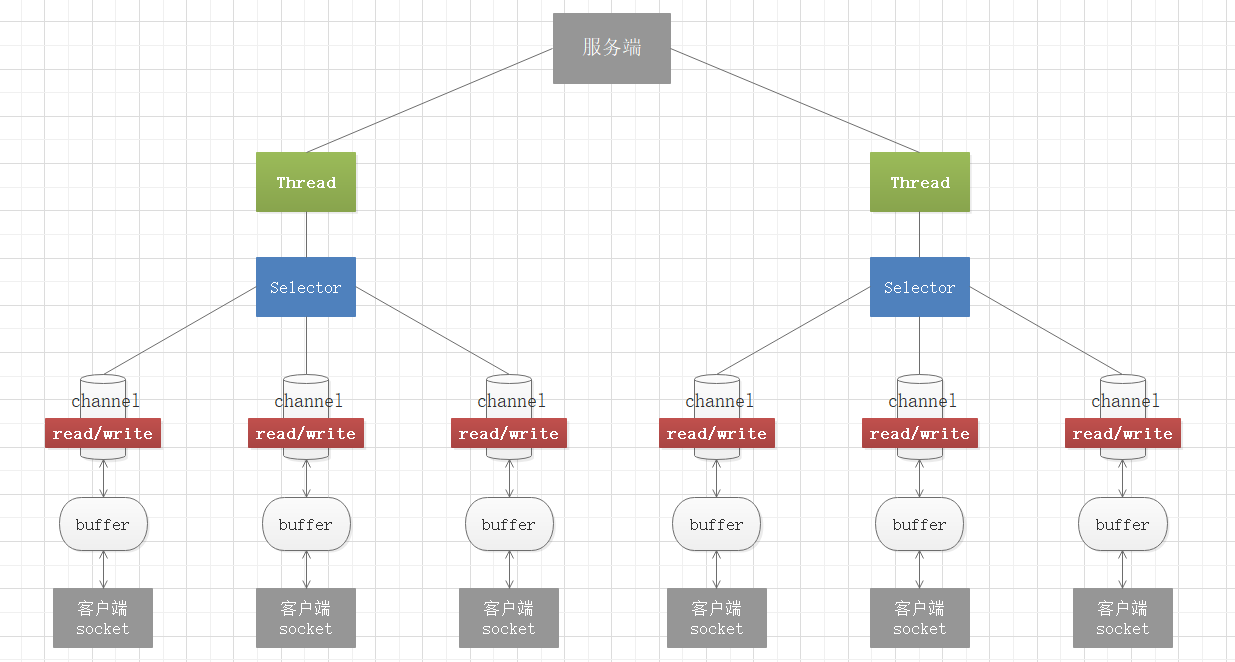 服务端
Thread
Thread
Selector
Selector
channel
channel
channel
channel
channel
channel
read/write
read/write
read/write
read/write
read/write
read/write
buffer
buffer
buffer
buffer
buffer
buffer
客户端
socket
客户端
socket
客户端
socket
客户端
socket
客户端
socket
客户端
socket